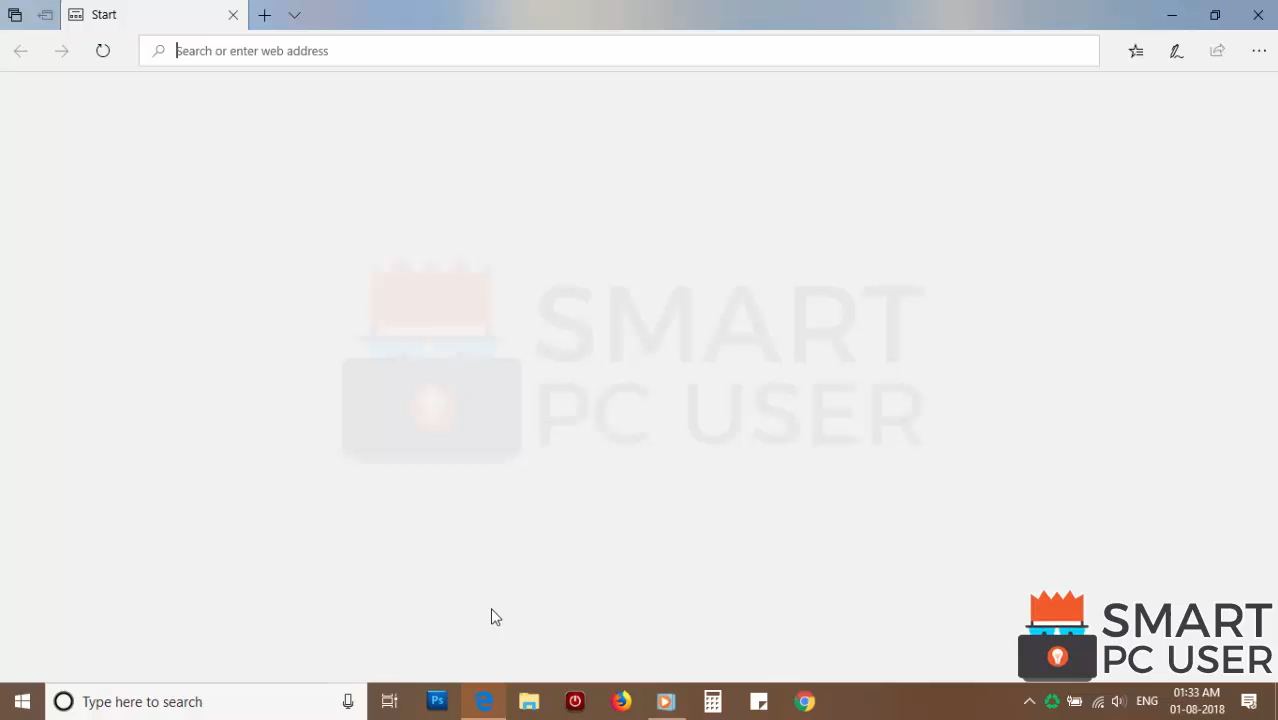 Start
Search or enter web address
SMART
PC USER
SMART
PC USER
Type here to search
Ps
ENG
01:33 AM
01-08-2018